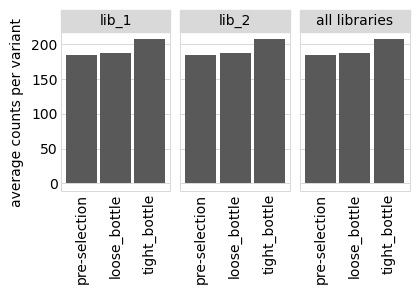 lib_1
lib_2
all libraries
average counts per variant
200
150
100
50
0
pre-selection
loose_bottle
tight_bottle
pre-selection
loose_bottle
tight_bottle
pre-selection
loose_bottle
tight_bottle